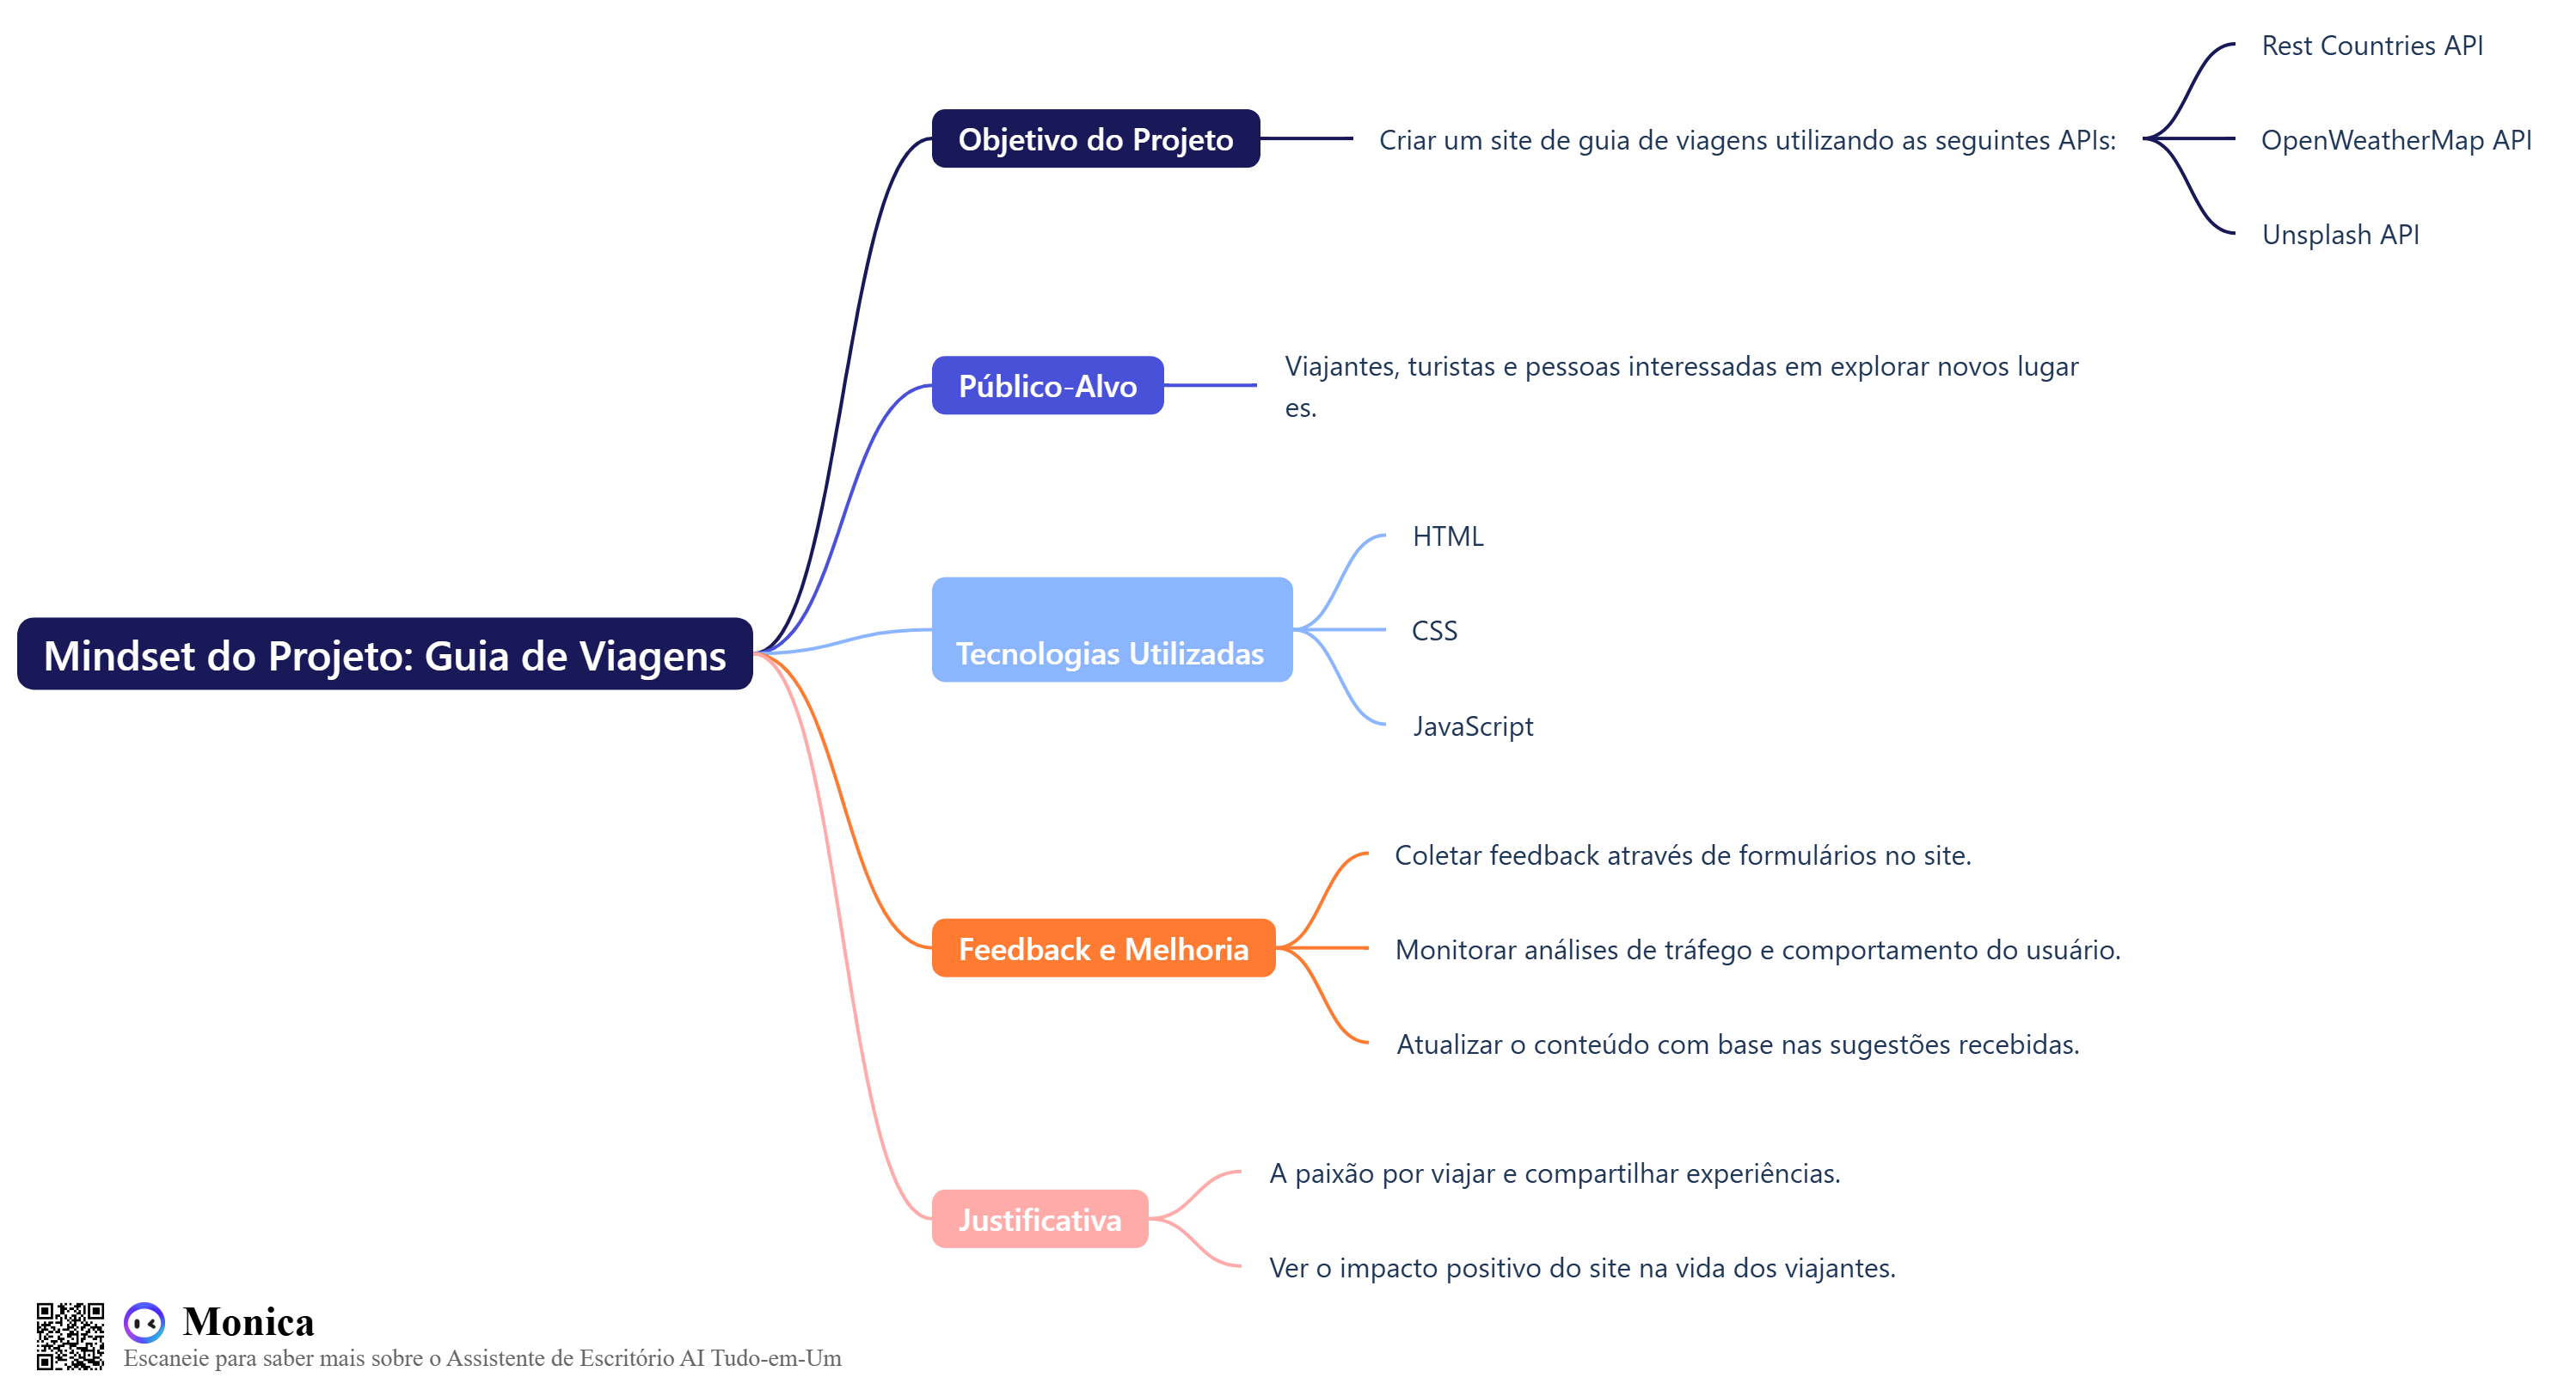 Mindset do Projeto: Guia de Viagens
Objetivo do Projeto
Criar um site de guia de viagens utilizando as seguintes APIs:
Rest Countries API
OpenWeatherMap API
Unsplash API
Público-Alvo
Viajantes, turistas e pessoas interessadas em explorar novos lugar
es.
Tecnologias Utilizadas
HTML
CSS
JavaScript
Feedback e Melhoria
Coletar feedback através de formulários no site.
Monitorar análises de tráfego e comportamento do usuário.
Atualizar o conteúdo com base nas sugestões recebidas.
Justificativa
A paixão por viajar e compartilhar experiências.
Ver o impacto positivo do site na vida dos viajantes.
Monica
Escaneie para saber mais sobre o Assistente de Escritório AI Tudo-em-Um